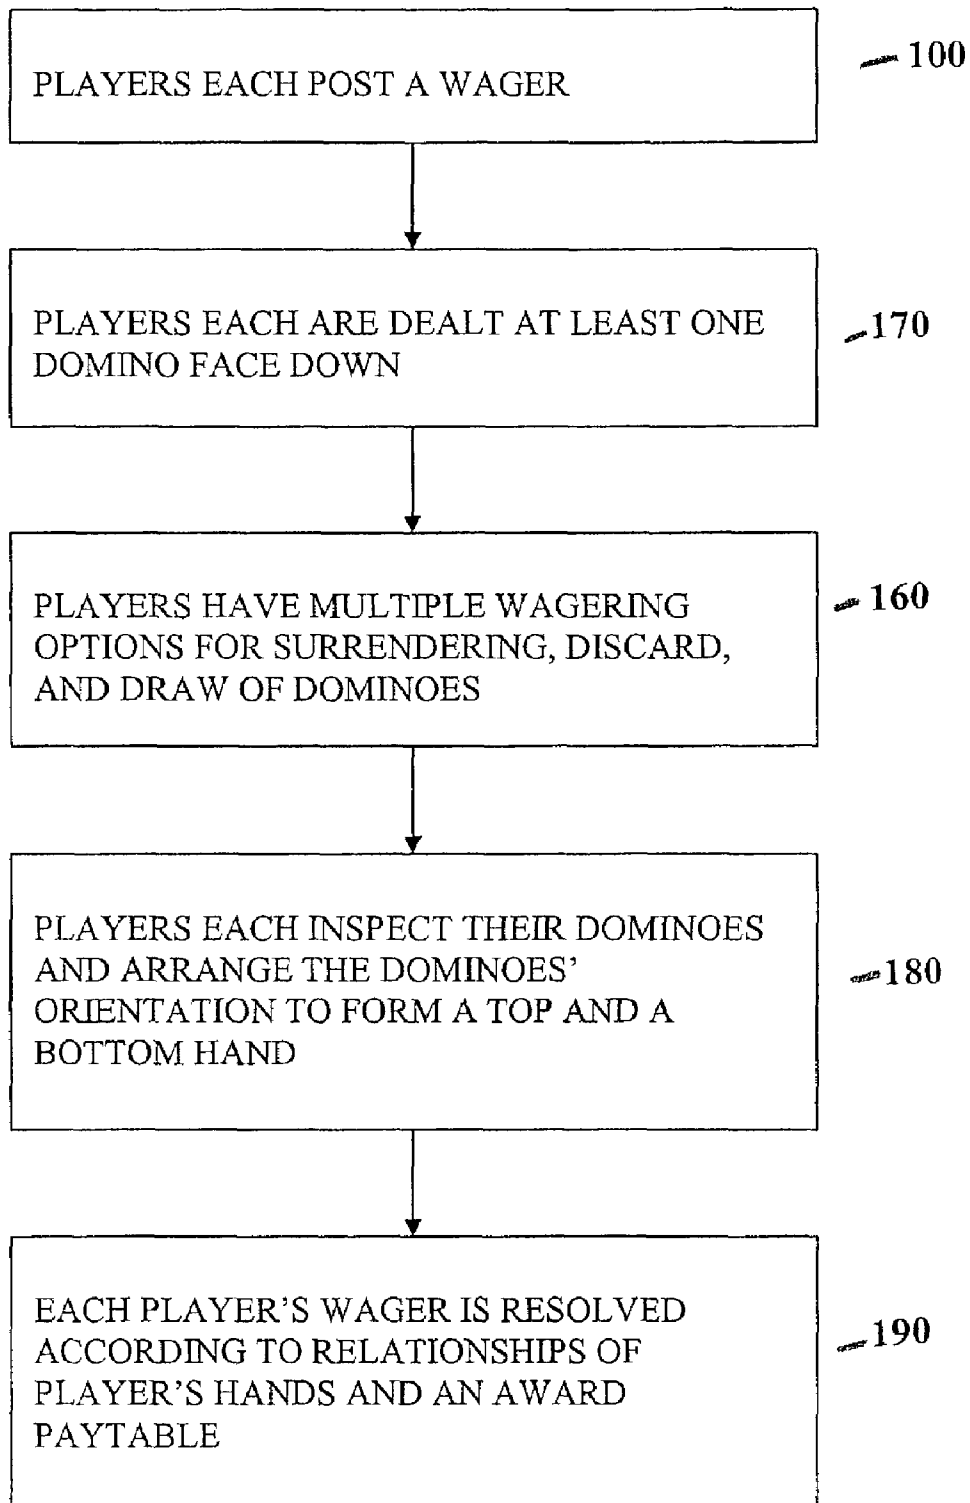 PLAYERS EACH POST A WAGER
100
PLAYERS EACH ARE DEALT AT LEAST ONE
DOMINO FACE DOWN
170
PLAYERS HAVE MULTIPLE WAGERING
OPTIONS FOR SURRENDERING, DISCARD,
AND DRAW OF DOMINOES
160
PLAYERS EACH INSPECT THEIR DOMINOES
AND ARRANGE THE DOMINOES’
ORIENTATION TO FORM A TOP AND A
BOTTOM HAND
180
EACH PLAYER’S WAGER IS RESOLVED
ACCORDING TO RELATIONSHIPS OF
PLAYER’S HANDS AND AN AWARD
PAYTABLE
190